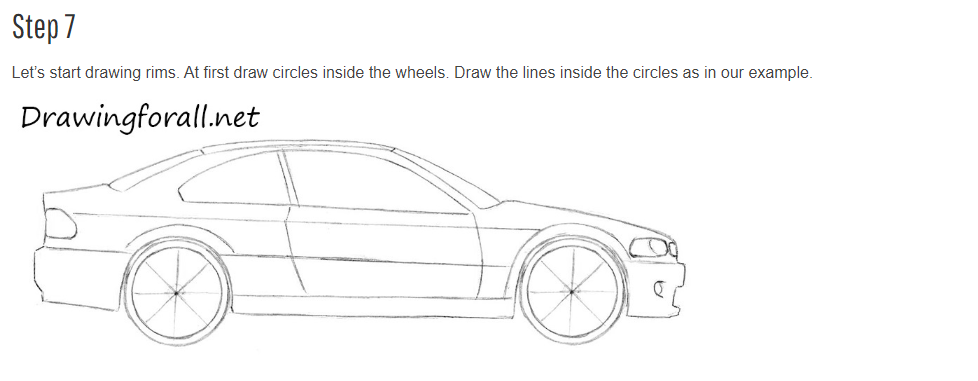 Step 7
Let's start drawing rims. At first draw circles inside the wheels. Draw the lines inside the circles as in our example.
Drawingforall.net